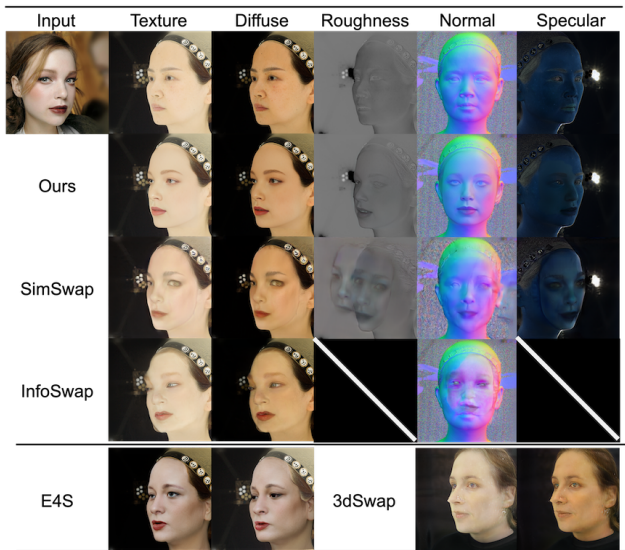 Input Texture Diffuse Roughness Normal Specular
Ours
SimSwap
InfoSwap
E4S 3dSwap